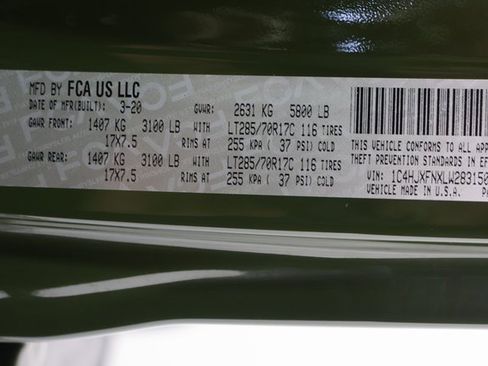 MFD BY FCA US LLC
DATE OF MFR(BUILT): 3-20 GVWR: 2631 KG 5800 LB
GAWR FRONT: 1407 KG 3100 LB WITH LT285/70R17C 116 TIRES
17X7.5 RIMS AT 255 KPA ( 37 PSI) COLD
GAWR REAR: 1407 KG 3100 LB WITH LT285/70R17C 116 TIRES
17X7.5 RIMS AT 255 KPA ( 37 PSI) COLD
THIS VEHICLE CONFORMS TO ALL APPL
THEFT PREVENTION STANDARDS IN EF
VIN: 1C4HJXFNXLW283150
VEHICLE MADE IN U.S.A.